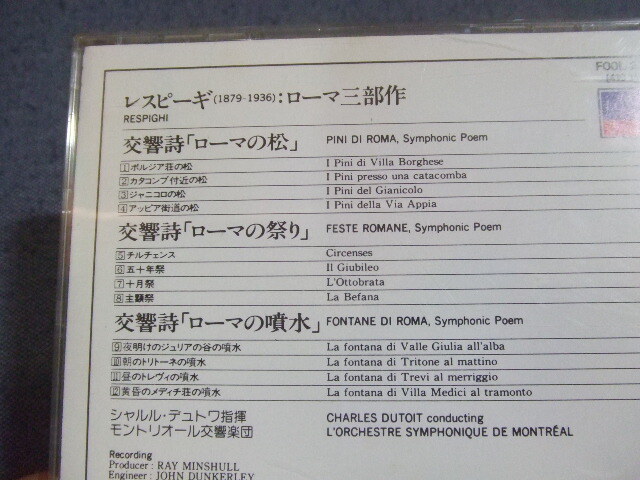 FOOL
レスピーギ(1879-1936):ローマ三部作
RESPIGHI
交響詩「ローマの松」 PINI DI ROMA, Symphonic Poem
1 ボルジア荘の松 I Pini di Villa Borghese
2 カタコンブ付近の松 I Pini presso una catacomba
3 ジャニコロの松 I Pini del Gianicolo
4 アッピア街道の松 I Pini della Via Appia
交響詩「ローマの祭り」 FESTE ROMANE, Symphonic Poem
5 チルチェンス Circenses
6 五十年祭 Il Giubileo
7 十月祭 L'Ottobrata
8 主顕祭 La Befana
交響詩「ローマの噴水」 FONTANE DI ROMA, Symphonic Poem
9 夜明けのジュリアの谷の噴水 La fontana di Valle Giulia all'alba
10 朝のトリトーネの噴水 La fontana di Tritone al mattino
11 昼のトレヴィの噴水 La fontana di Trevi al merriggio
12 黄昏のメディチ荘の噴水 La fontana di Villa Medici al tramonto
シャルル・デュトワ指揮 CHARLES DUTOIT conducting
モントリオール交響楽団 L'ORCHESTRE SYMPHONIQUE DE MONTRÉAL
Recording
Producer : RAY MINSHULL
Engineer : JOHN DUNKERLEY